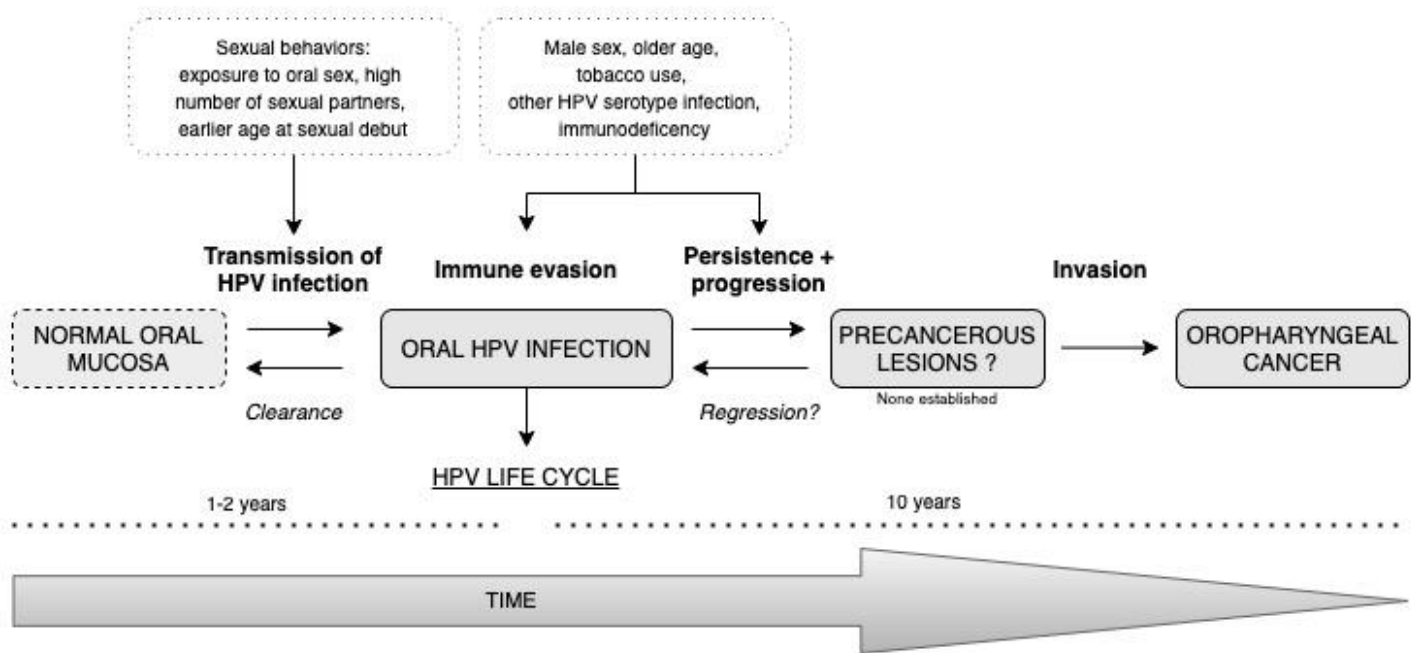 Sexual behaviors:
exposure to oral sex, high
number of sexual partners,
earlier age at sexual debut
Male sex, older age,
tobacco use,
other HPV serotype infection,
immunodeficency
Transmission of
HPV infection
Immune evasion
Persistence +
progression
Invasion
NORMAL ORAL
MUCOSA
ORAL HPV INFECTION
PRECANCEROUS
LESIONS ?
OROPHARYNGEAL
CANCER
None established
Clearance
Regression?
HPV LIFE CYCLE
1-2 years
10 years
TIME